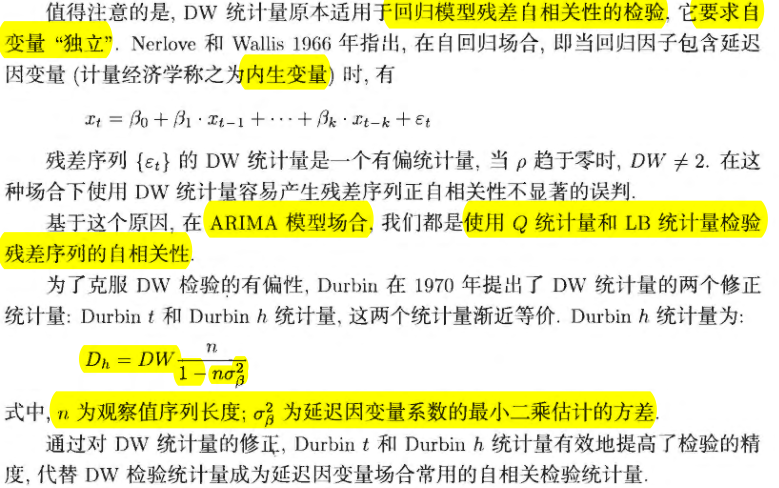 值得注意的是, DW 统计量原本适用于回归模型残差自相关性的检验. 它要求自
变量 “独立”. Nerlove 和 Wallis 1966 年指出, 在自回归场合, 即当回归因子包含延迟
因变量 (计量经济学称之为内生变量) 时, 有
x_t = β_0 + β_1 · x_{t−1} + ⋯ + β_k · x_{t−k} + ε_t
残差序列 {ε_t} 的 DW 统计量是一个有偏统计量, 当 ρ 趋于零时, DW ≠ 2. 在这
种场合下使用 DW 统计量容易产生残差序列正自相关性不显著的误判.
基于这个原因, 在 ARIMA 模型场合, 我们都是使用 Q 统计量和 LB 统计量检验
残差序列的自相关性.
为了克服 DW 检验的有偏性, Durbin 在 1970 年提出了 DW 统计量的两个修正
统计量: Durbin t 和 Durbin h 统计量, 这两个统计量渐近等价. Durbin h 统计量为:
D_h = DW \frac{n}{1 − nσ_β^2}
式中, n 为观察值序列长度; σ_β^2 为延迟因变量系数的最小二乘估计的方差.
通过对 DW 统计量的修正, Durbin t 和 Durbin h 统计量有效地提高了检验的精
度, 代替 DW 检验统计量成为延迟因变量场合常用的自相关检验统计量.